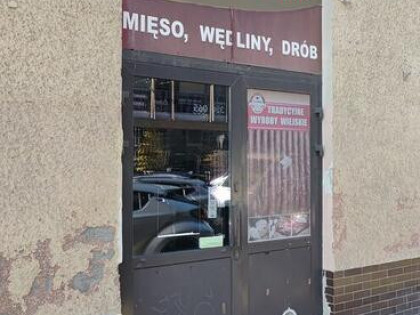 MIĘSO, WĘDLINY, DRÓB
TRADYCYJNE
WYROBY WIEJSKIE